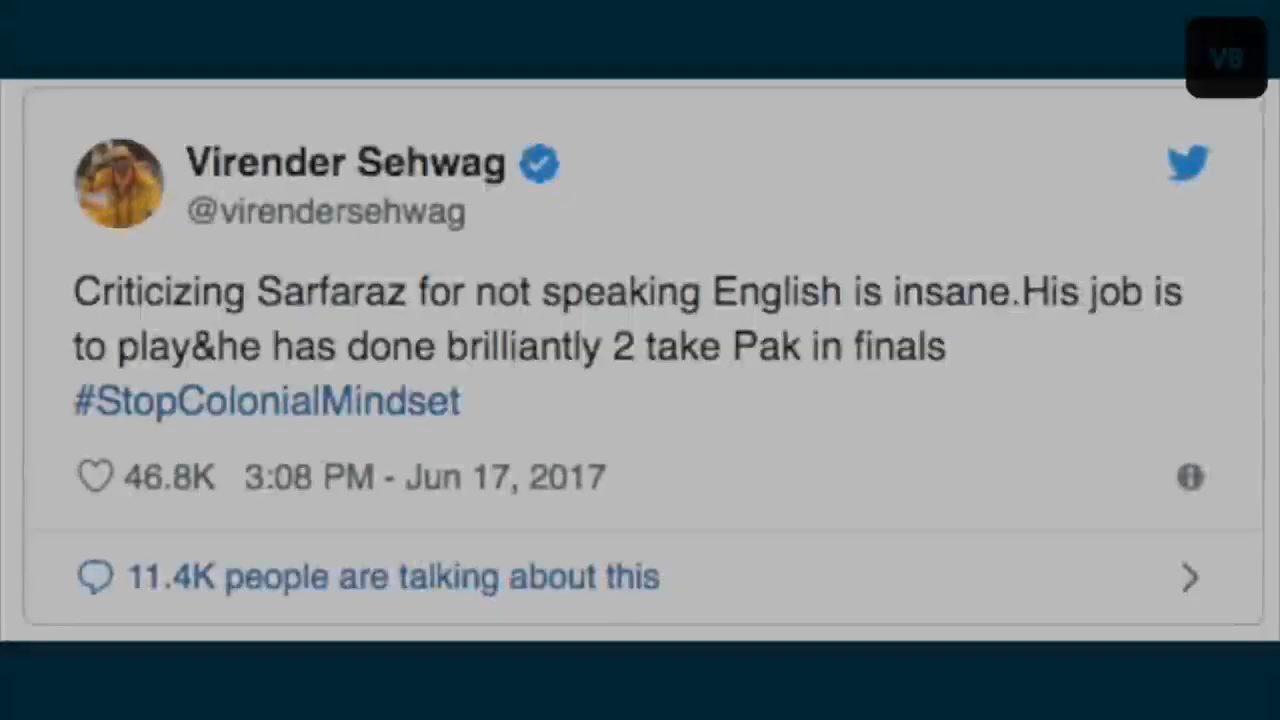 VB
Virender Sehwag
@virendersehwag
Criticizing Sarfaraz for not speaking English is insane.His job is
to play&he has done brilliantly 2 take Pak in finals
#StopColonialMindset
46.8K 3:08 PM - Jun 17, 2017
11.4K people are talking about this